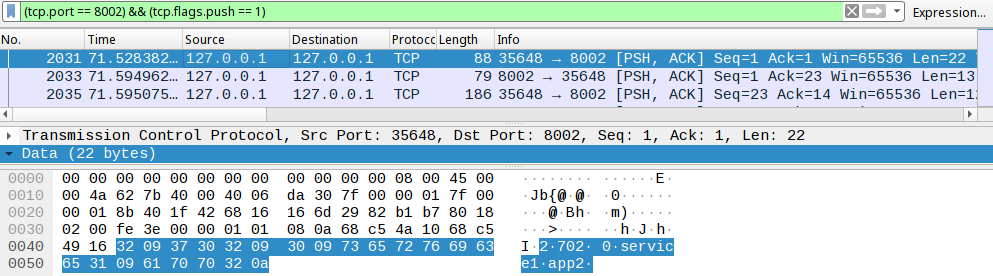 (tcp.port == 8002) && (tcp.flags.push == 1) Expression...
No. Time Source Destination Protocc Length Info
2031 71.528382… 127.0.0.1 127.0.0.1 TCP 88 35648 → 8002 [PSH, ACK] Seq=1 Ack=1 Win=65536 Len=22
2033 71.594962… 127.0.0.1 127.0.0.1 TCP 79 8002 → 35648 [PSH, ACK] Seq=1 Ack=23 Win=65536 Len=13
2035 71.595075… 127.0.0.1 127.0.0.1 TCP 186 35648 → 8002 [PSH, ACK] Seq=23 Ack=14 Win=65536 Len=1
Transmission Control Protocol, Src Port: 35648, Dst Port: 8002, Seq: 1, Ack: 1, Len: 22
Data (22 bytes)
0000 00 00 00 00 00 00 00 00 00 00 00 00 08 00 45 00 ········ ······E·
0010 00 4a 62 7b 40 00 40 06 da 30 7f 00 00 01 7f 00 ·Jb{@·@· ·0······
0020 00 01 8b 40 1f 42 68 16 16 6d 29 82 b1 b7 80 18 ···@·Bh· ·m)·····
0030 02 00 fe 3e 00 00 01 01 08 0a 68 c5 4a 10 68 c5 ···>···· ··h·J·h·
0040 49 16 32 09 37 30 32 09 30 09 73 65 72 76 69 63 I·2·702· 0·servic
0050 65 31 09 61 70 70 32 0a e1·app2·